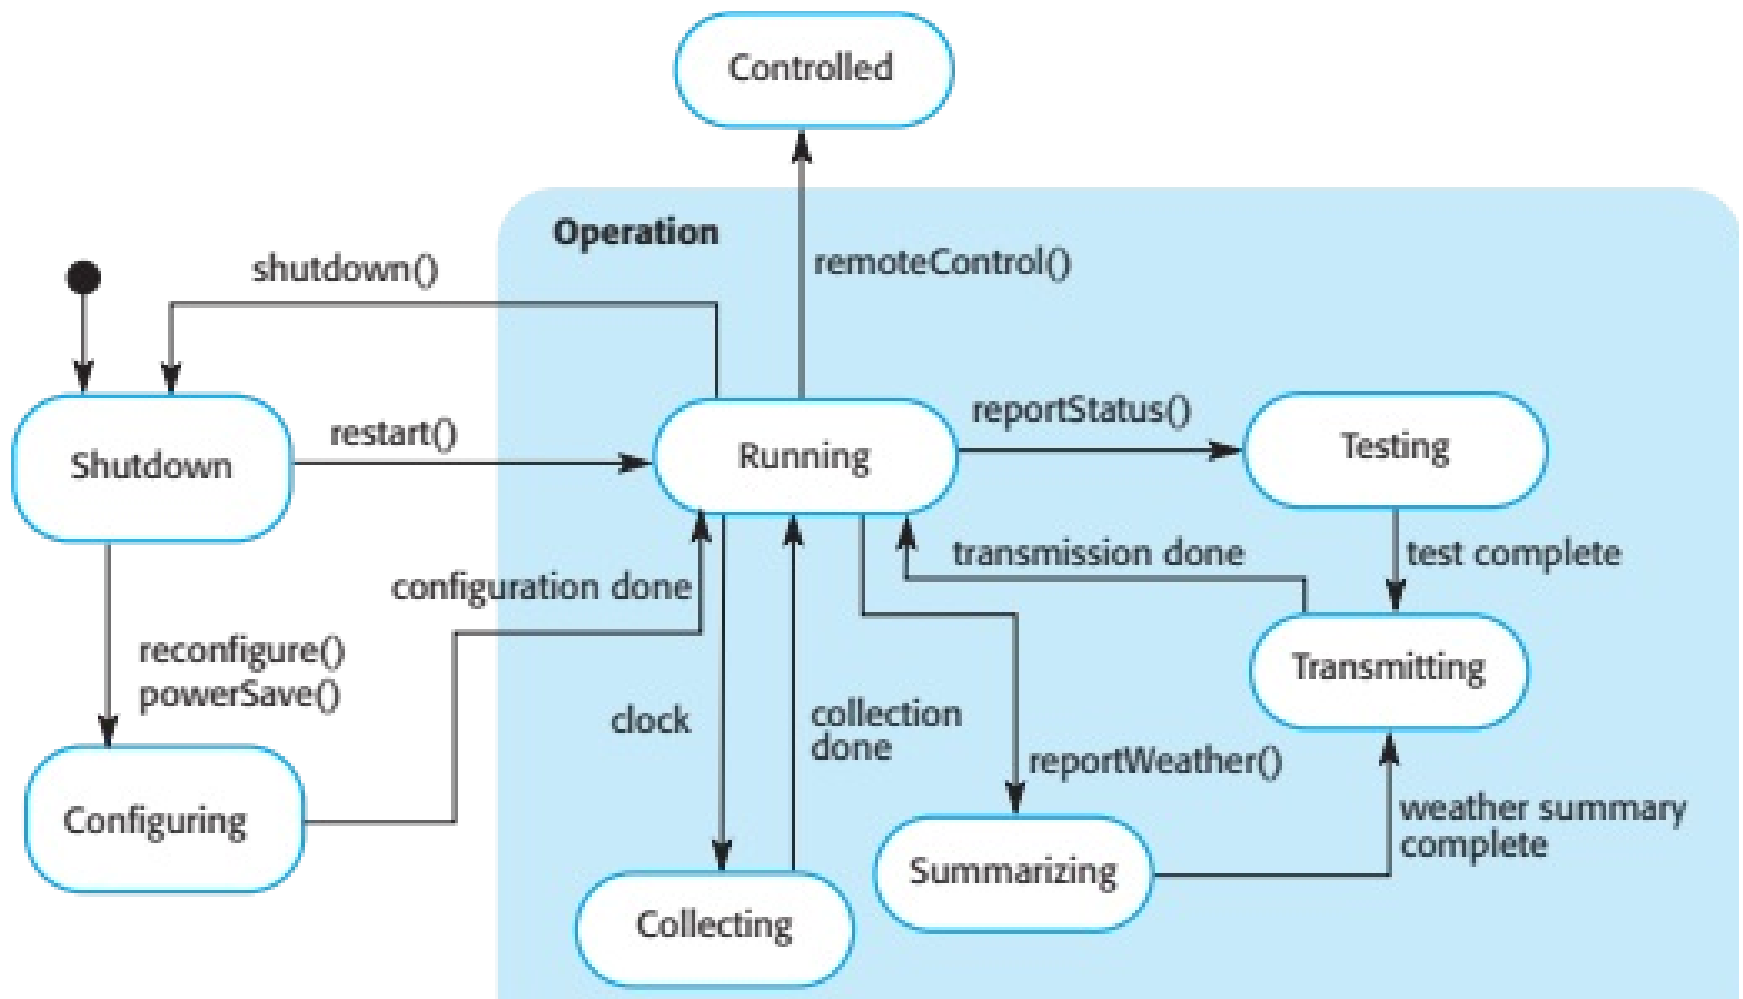 Controlled
Operation
shutdown()
remoteControl()
restart()
reportStatus()
Shutdown
Running
Testing
configuration done
transmission done
test complete
reconfigure()
powerSave()
Transmitting
clock
collection
done
reportWeather()
Configuring
weather summary
complete
Summarizing
Collecting